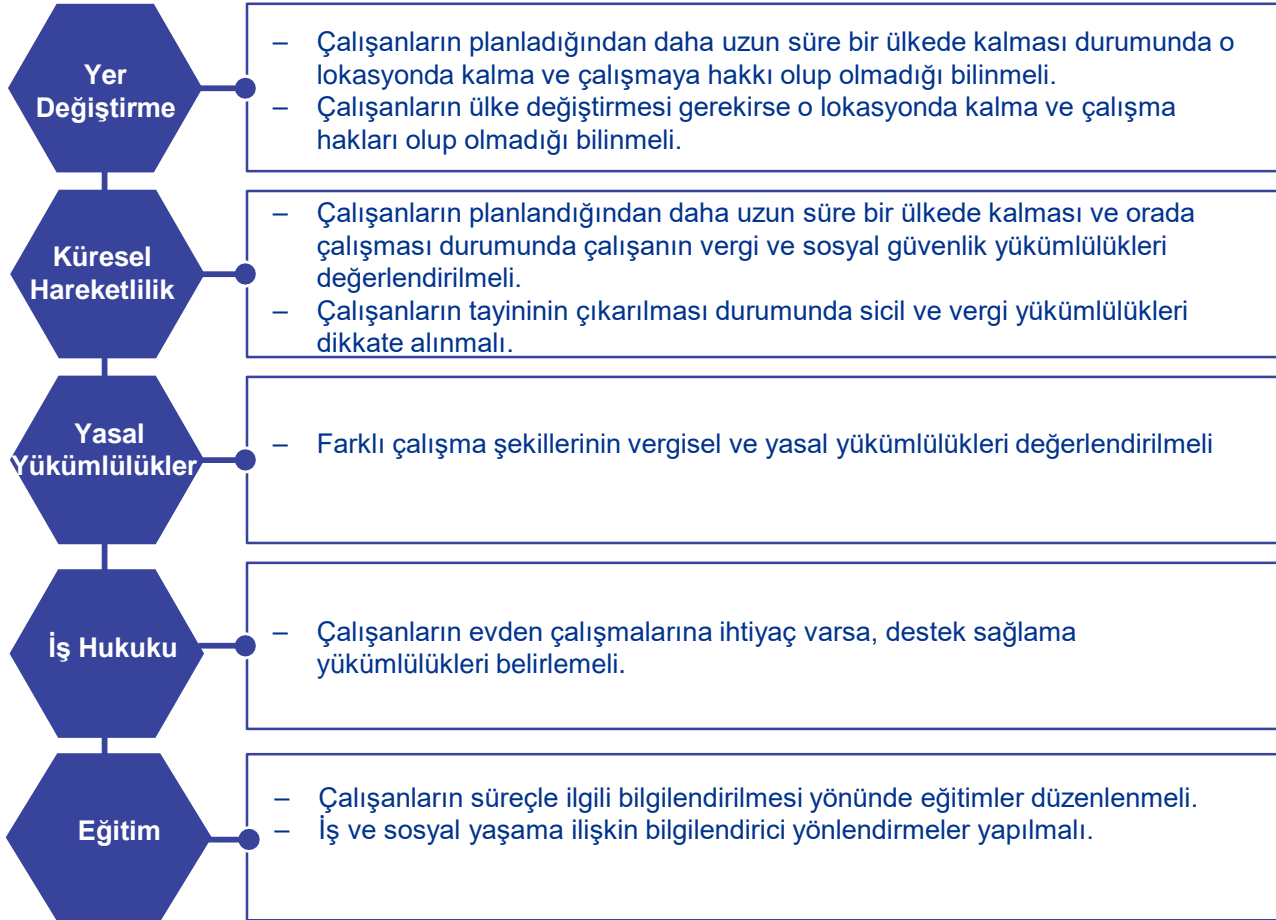 Yer
Değiştirme
– Çalışanların planladığından daha uzun süre bir ülkede kalması durumunda o
lokasyonda kalma ve çalışmaya hakkı olup olmadığı bilinmeli.
– Çalışanların ülke değiştirmesi gerekirse o lokasyonda kalma ve çalışma
hakları olup olmadığı bilinmeli.
Küresel
Hareketlilik
– Çalışanların planlandığından daha uzun süre bir ülkede kalması ve orada
çalışması durumunda çalışanın vergi ve sosyal güvenlik yükümlülükleri
değerlendirilmeli.
– Çalışanların tayininin çıkarılması durumunda sicil ve vergi yükümlülükleri
dikkate alınmalı.
Yasal
Yükümlülükler
– Farklı çalışma şekillerinin vergisel ve yasal yükümlülükleri değerlendirilmeli
İş Hukuku
– Çalışanların evden çalışmalarına ihtiyaç varsa, destek sağlama
yükümlülükleri belirlemeli.
Eğitim
– Çalışanların süreçle ilgili bilgilendirilmesi yönünde eğitimler düzenlenmeli.
– İş ve sosyal yaşama ilişkin bilgilendirici yönlendirmeler yapılmalı.